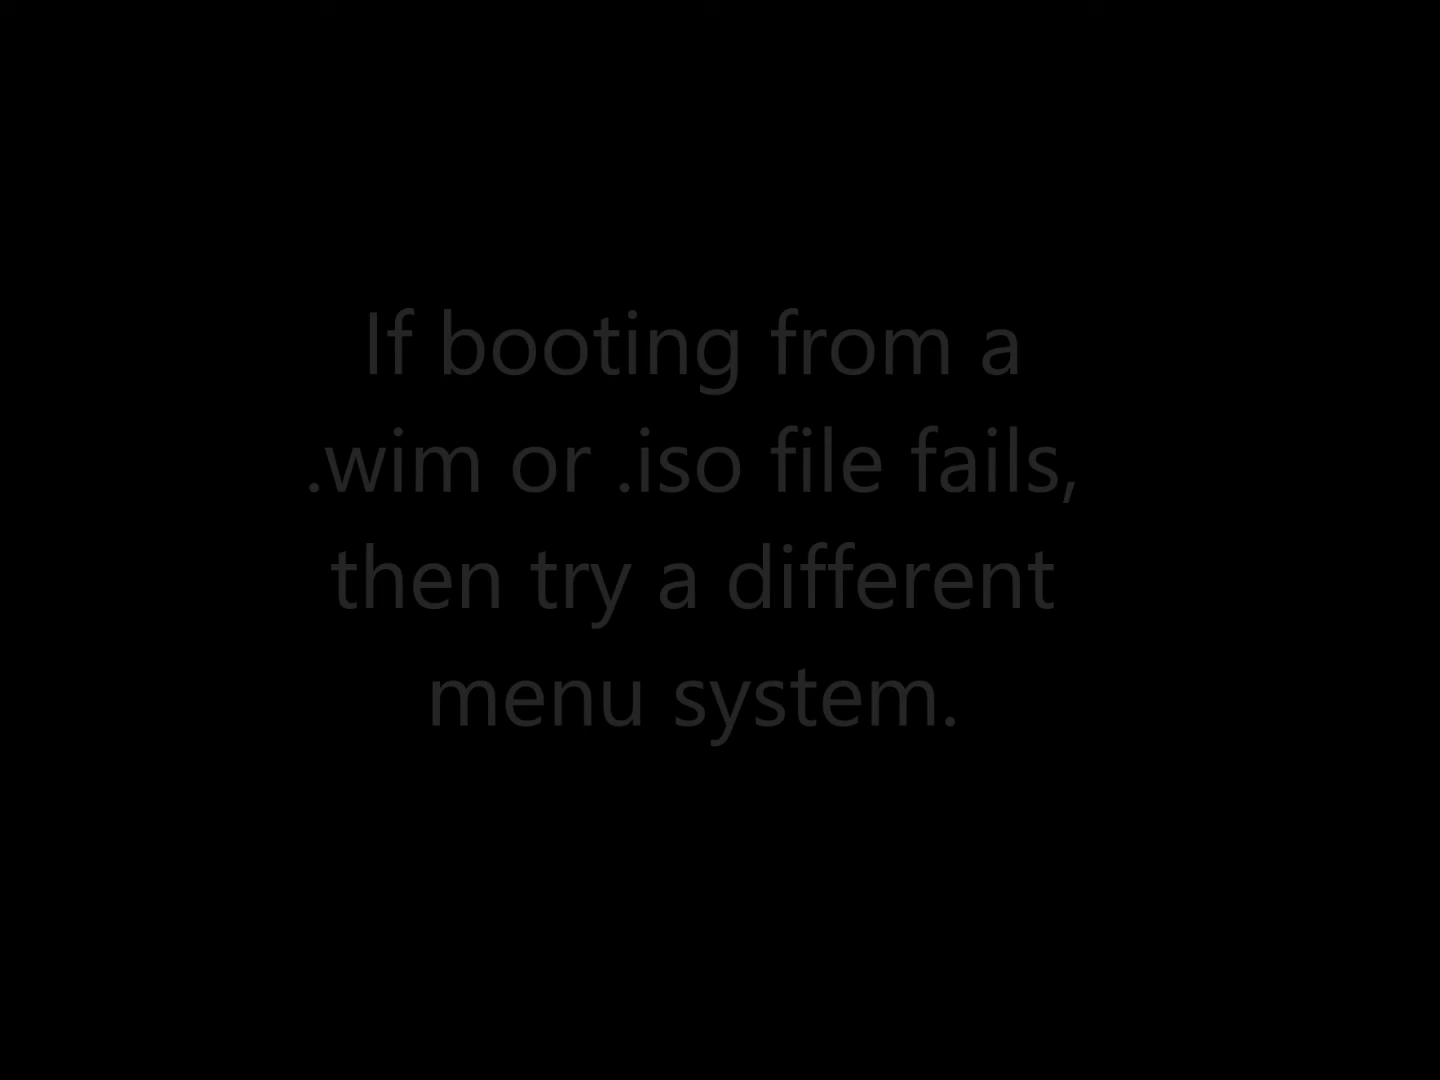 If booting from a
.wim or .iso file fails,
then try a different
menu system.